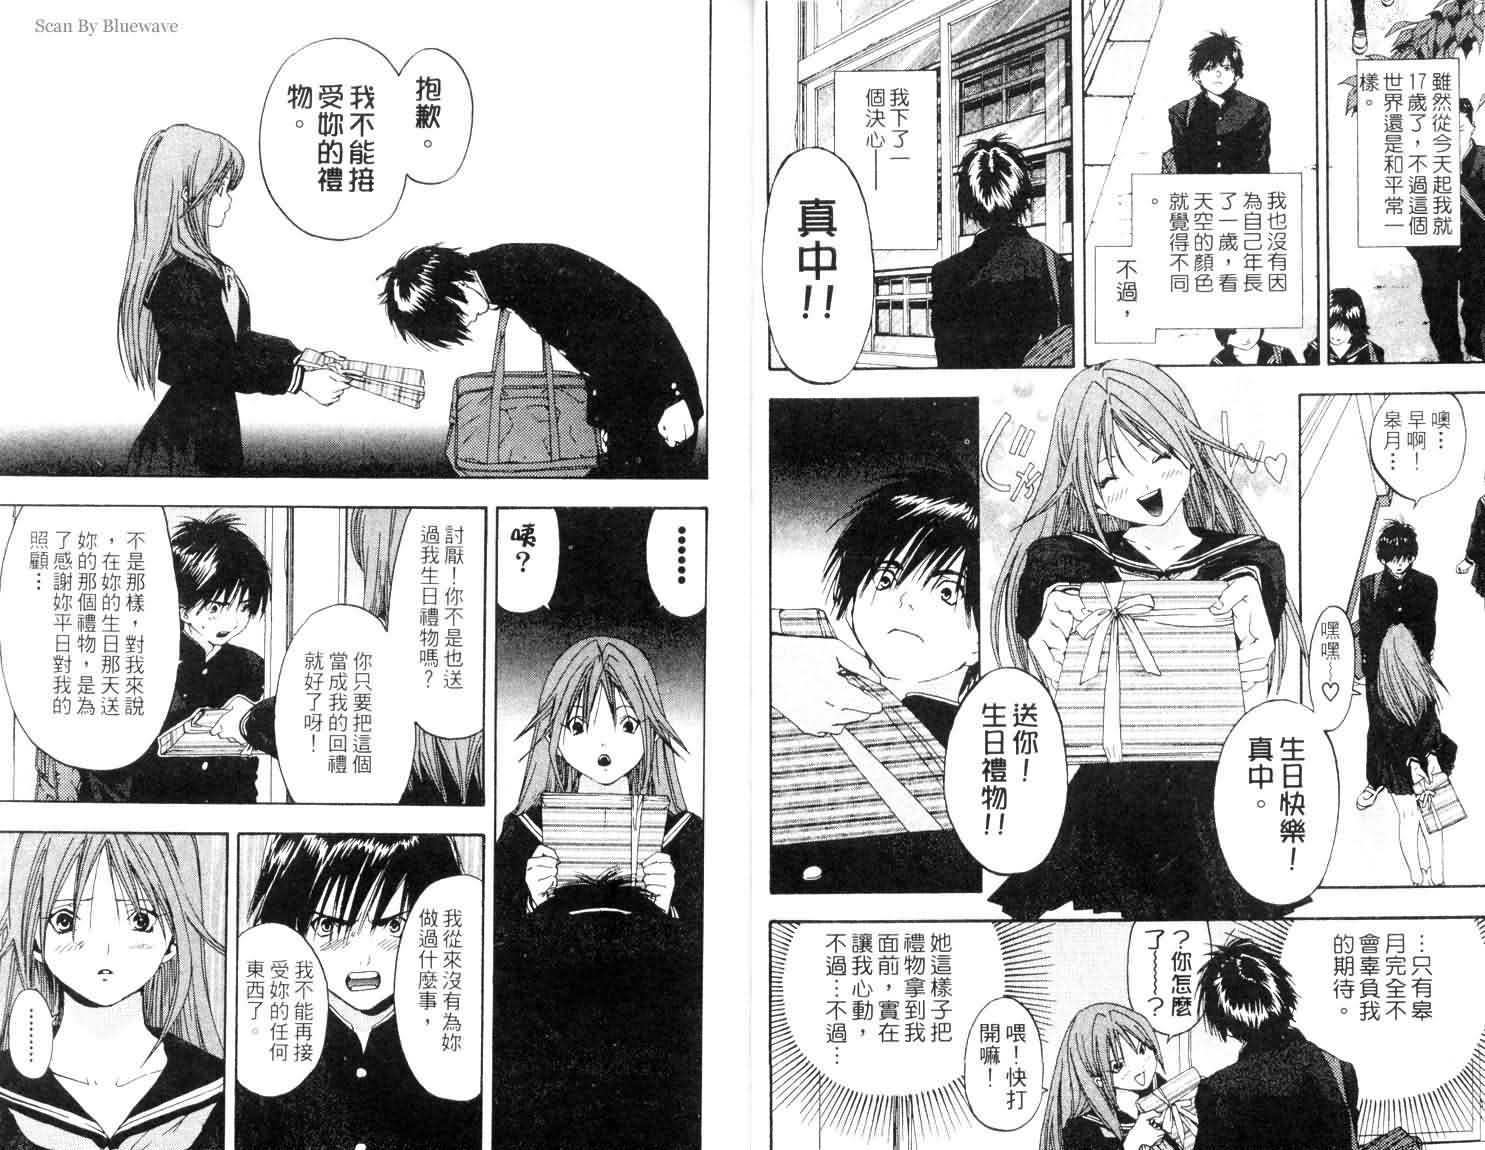 Scan By Bluewave
雖然從今天起我就
17歲了，不過這個
世界還是和平常一
樣。
我也沒有因
為自己年長
了一歲，看
天空的顏色
就覺得不同
。
不過，
我下了一
個決心——
真中!!
噢…
早啊！
皋月…
嘿嘿~♡
生日快樂！
真中。
送你！
生日禮物!!
…只有皋
月完全不
會辜負我
的期待。
？你怎麼
了~~~？
喂！快打
開嘛！
她這樣子把
禮物拿到我
面前，實在
讓我心動，
不過…不過…
抱歉。
我不能接
受妳的禮
物。
……
咦？
討厭！你不是也送
過我生日禮物嗎？
你只要把這個
當成我的回禮
就好了呀！
不是那樣，對我來說
，在妳的生日那天送
妳的那個禮物，是為
了感謝妳平日對我的
照顧…
我從來沒有為妳
做過什麼事，
我不能再接
受妳的任何
東西了。
……